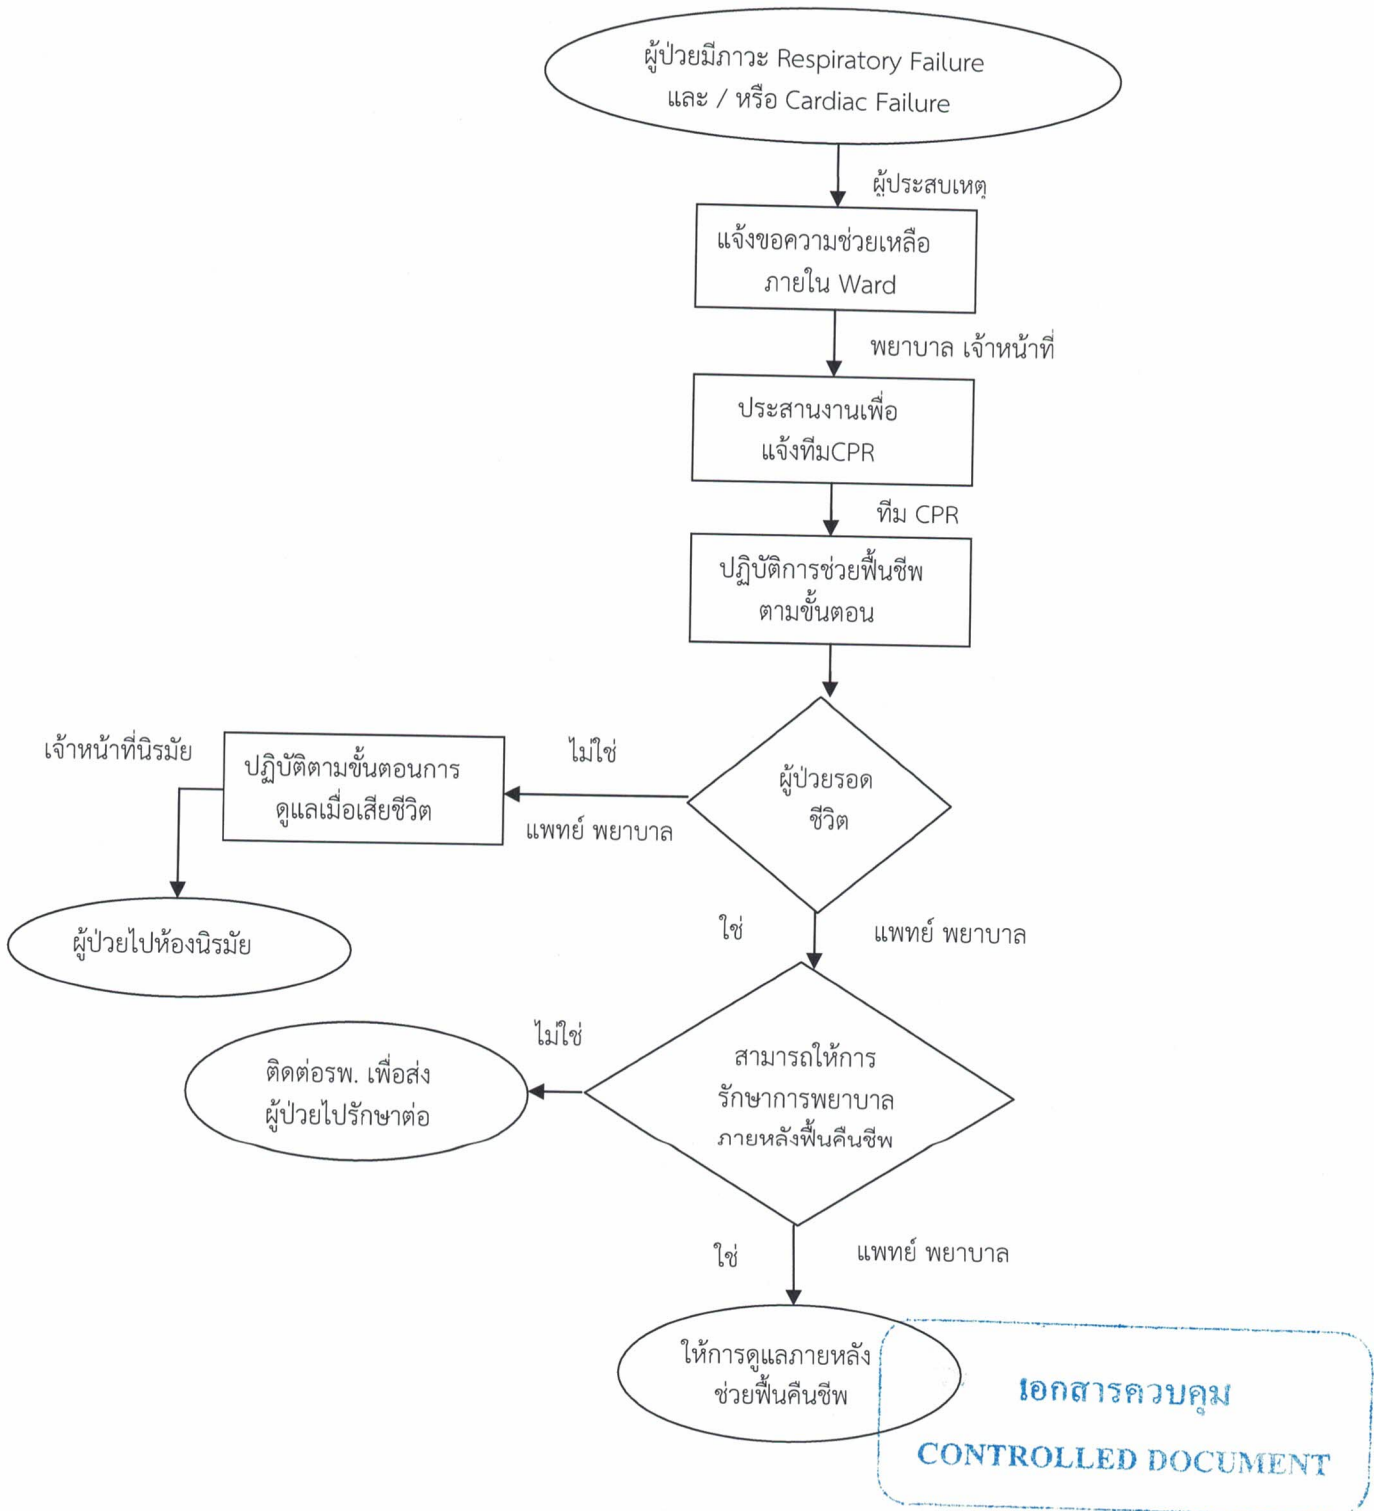 ผู้ป่วยมีภาวะ Respiratory Failure
และ / หรือ Cardiac Failure
ผู้ประสบเหตุ
แจ้งขอความช่วยเหลือ
ภายใน Ward
พยาบาล เจ้าหน้าที่
ประสานงานเพื่อ
แจ้งทีมCPR
ทีม CPR
ปฏิบัติการช่วยฟื้นชีพ
ตามขั้นตอน
ผู้ป่วยรอด
ชีวิต
ไม่ใช่
แพทย์ พยาบาล
ปฏิบัติตามขั้นตอนการ
ดูแลเมื่อเสียชีวิต
เจ้าหน้าที่นิรมัย
ผู้ป่วยไปห้องนิรมัย
ใช่
แพทย์ พยาบาล
สามารถให้การ
รักษาการพยาบาล
ภายหลังฟื้นคืนชีพ
ไม่ใช่
ติดต่อรพ. เพื่อส่ง
ผู้ป่วยไปรักษาต่อ
ใช่
แพทย์ พยาบาล
ให้การดูแลภายหลัง
ช่วยฟื้นคืนชีพ
เอกสารควบคุม
CONTROLLED DOCUMENT